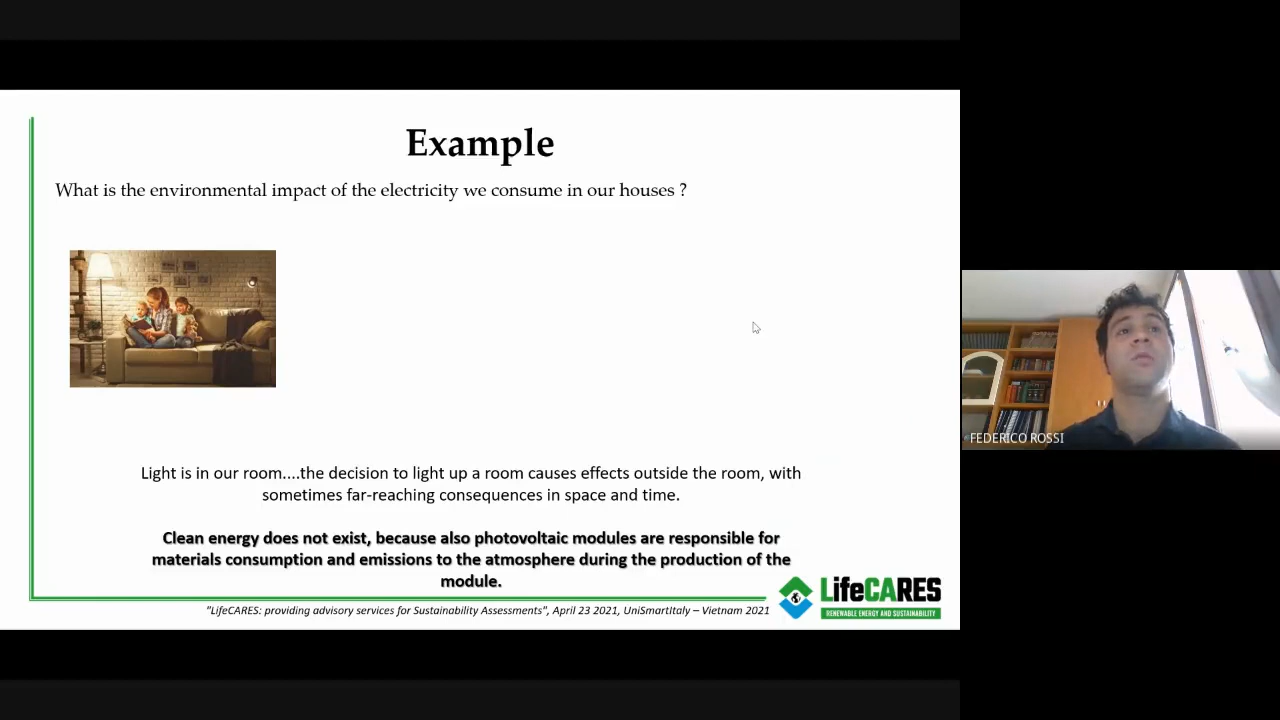 Example
What is the environmental impact of the electricity we consume in our houses ?
Light is in our room....the decision to light up a room causes effects outside the room, with
sometimes far-reaching consequences in space and time.
Clean energy does not exist, because also photovoltaic modules are responsible for
materials consumption and emissions to the atmosphere during the production of the
module.
"LifeCARES: providing advisory services for Sustainability Assessments", April 23 2021, UniSmartItaly – Vietnam 2021
LifeCARES
RENEWABLE ENERGY AND SUSTAINABILITY
FEDERICO ROSSI